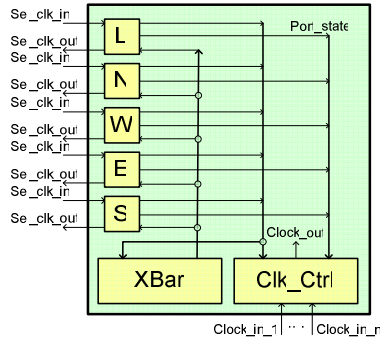 Se_clk_in
L
Port_state
Se_clk_out
Se_clk_in
N
Se_clk_out
Se_clk_in
W
Se_clk_out
Se_clk_in
E
Se_clk_out
Se_clk_in
S
Se_clk_out
Clock_out
XBar
Clk_Ctrl
Clock_in_1 ... Clock_in_n